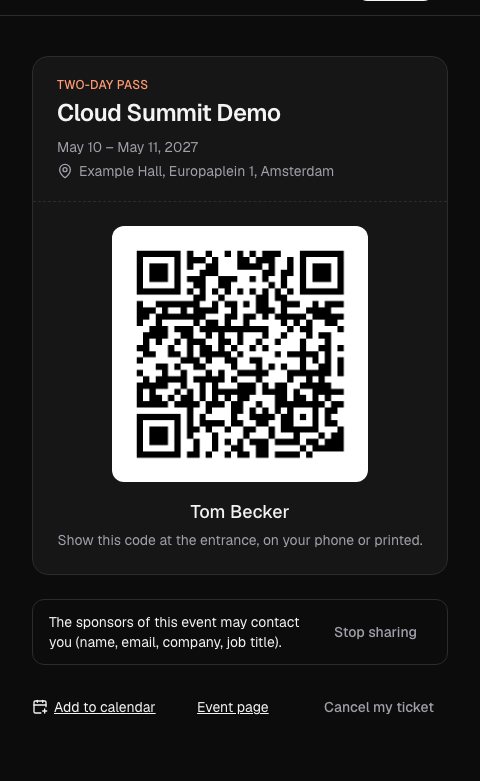 TWO-DAY PASS
Cloud Summit Demo
May 10 – May 11, 2027
Example Hall, Europaplein 1, Amsterdam
Tom Becker
Show this code at the entrance, on your phone or printed.
The sponsors of this event may contact
you (name, email, company, job title).
Stop sharing
Add to calendar
Event page
Cancel my ticket